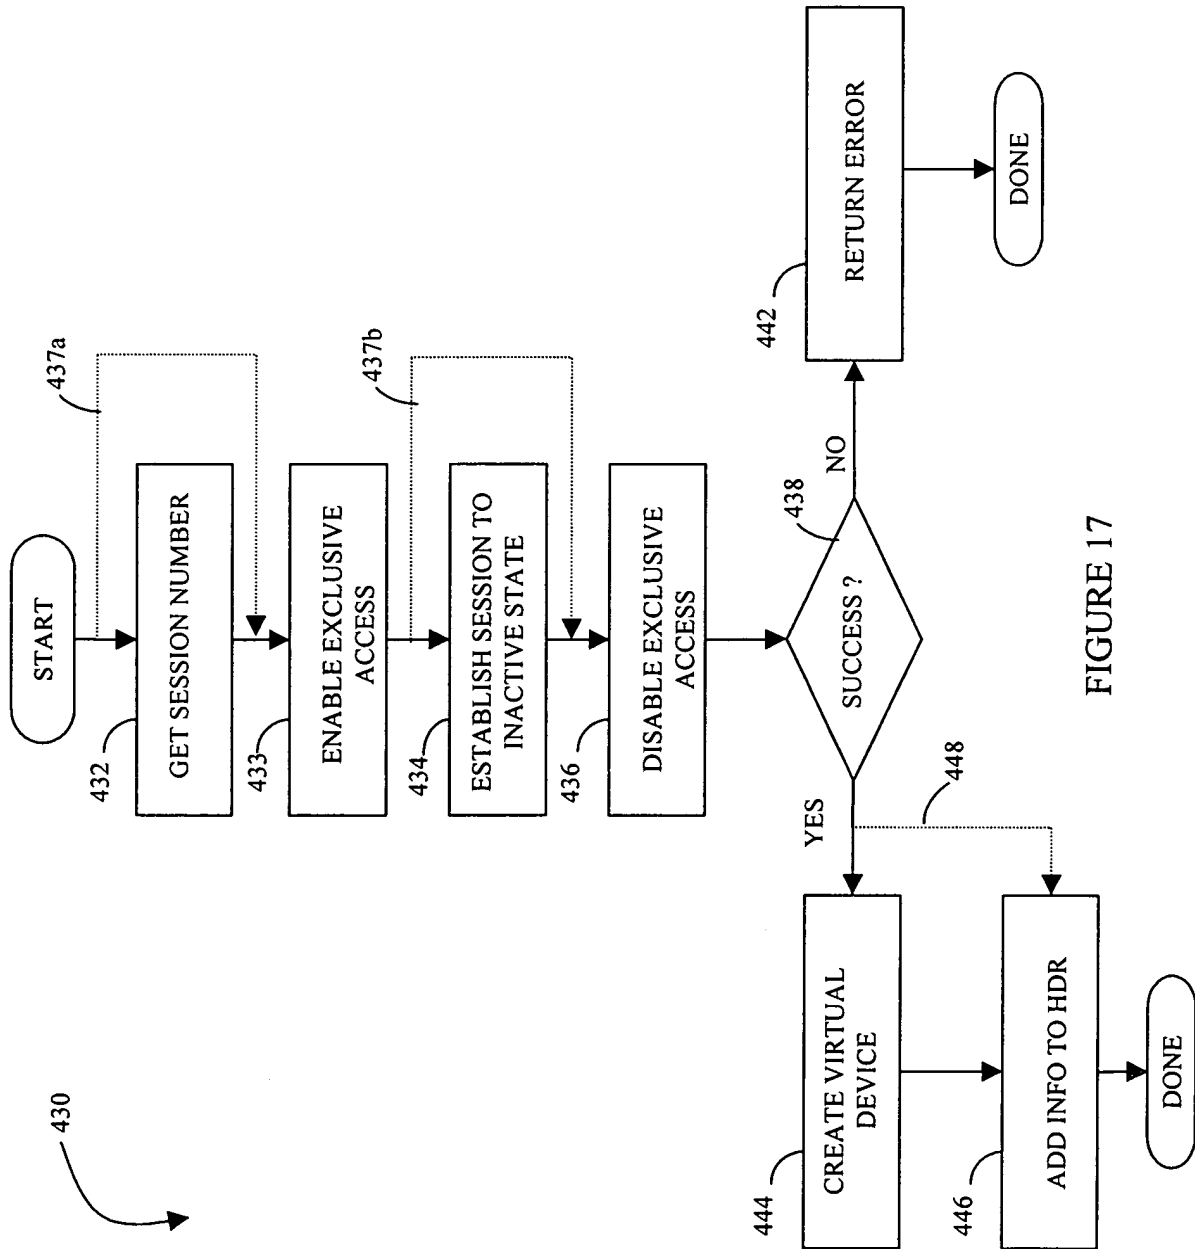 430
START
437a
432
GET SESSION NUMBER
433
ENABLE EXCLUSIVE
ACCESS
437b
434
ESTABLISH SESSION TO
INACTIVE STATE
436
DISABLE EXCLUSIVE
ACCESS
438
SUCCESS ?
YES
NO
448
444
CREATE VIRTUAL
DEVICE
446
ADD INFO TO HDR
DONE
442
RETURN ERROR
DONE
FIGURE 17